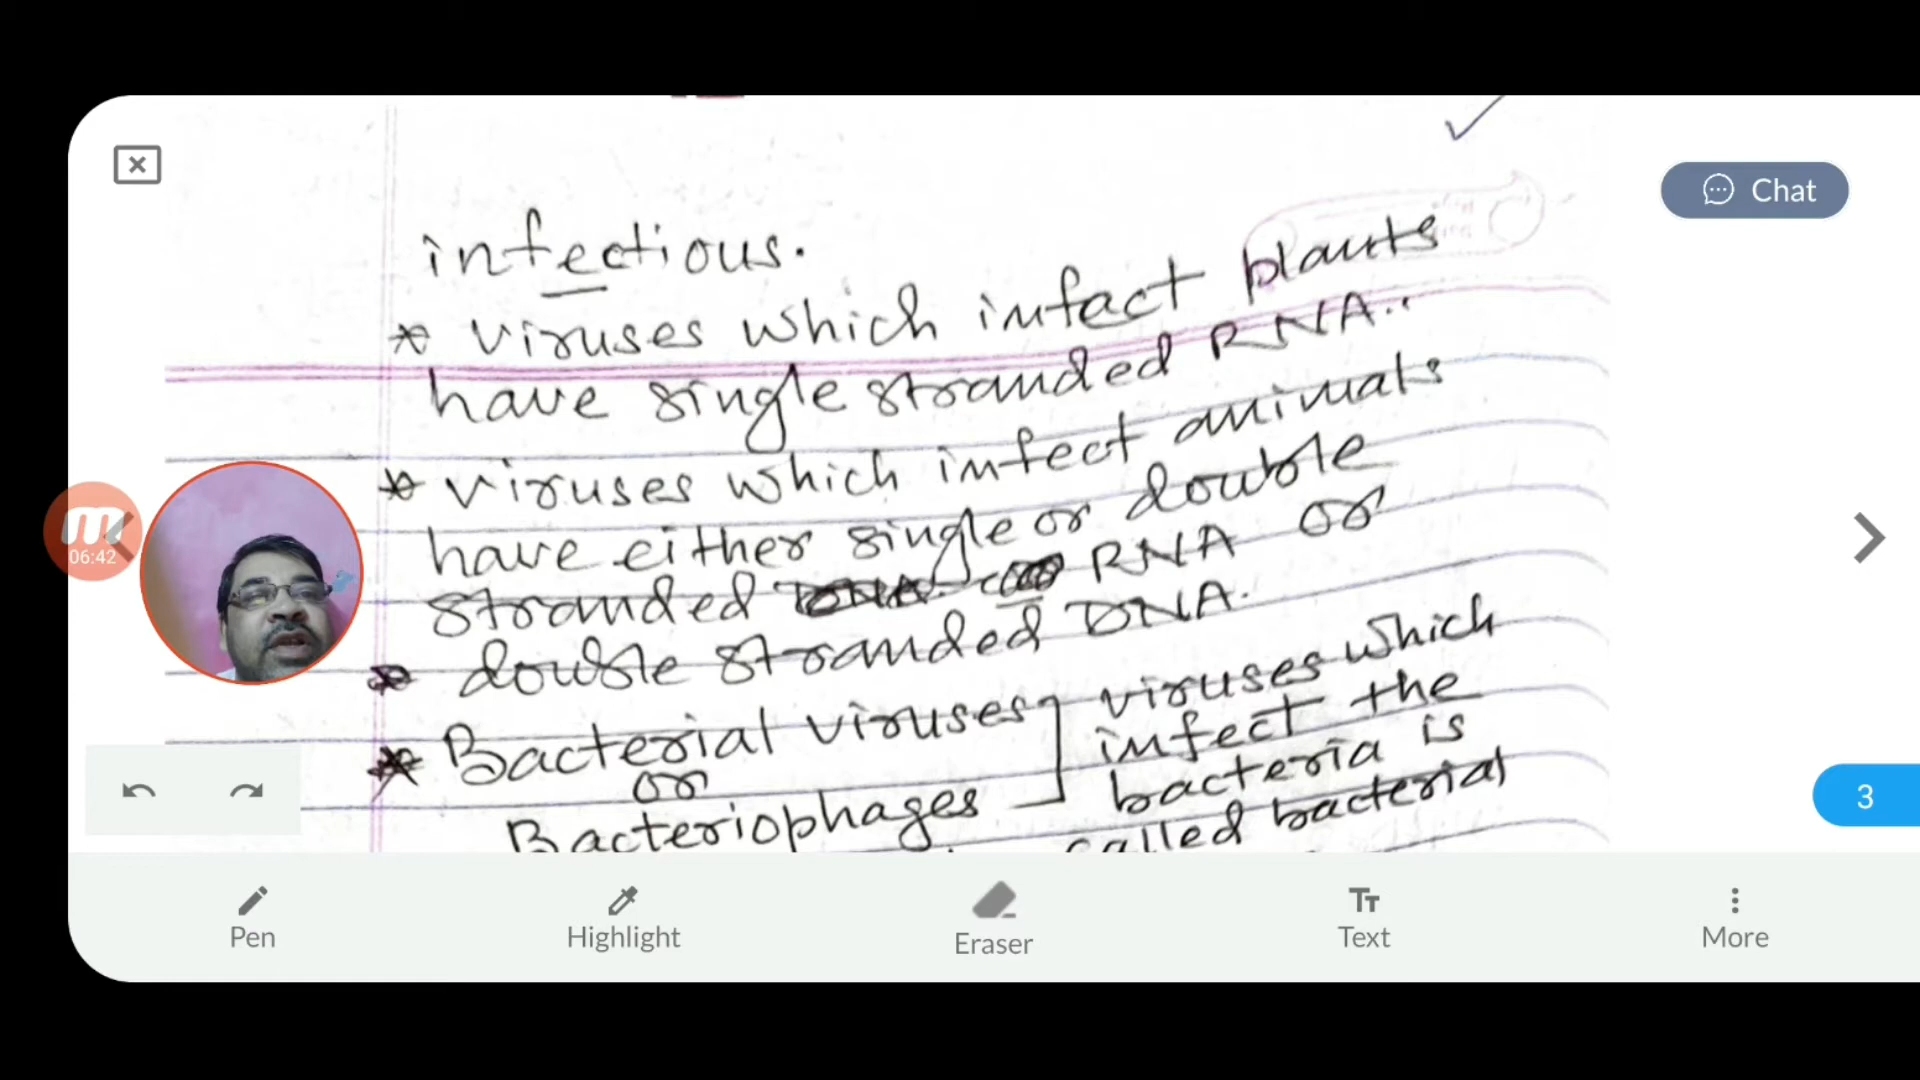 infectious.
* viruses which infact plants
have single stranded RNA.
* viruses which infect animals
have either single or double
stranded RNA or
double stranded DNA.
* Bacterial viruses
or
Bacteriophages
viruses which
infect the
bacteria is
called bacterial
Chat
06:42
3
Pen
Highlight
Eraser
Text
More